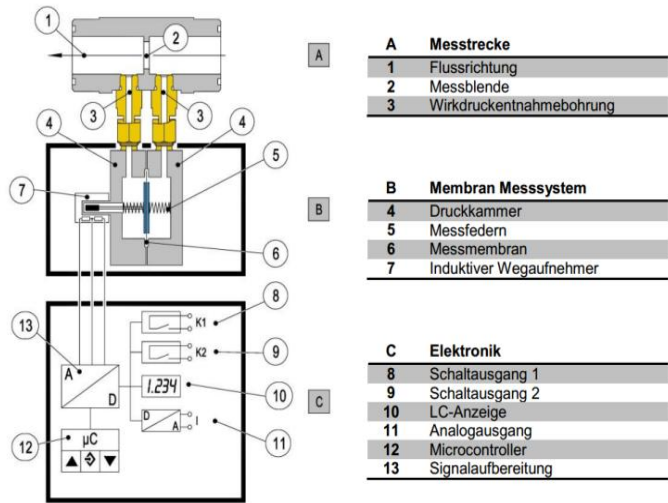 1
2
A
3
3
4
4
5
7
B
6
8
K1
13
9
K2
A
D
1.234
10
C
D
A
I
11
12
µC
A Messtrecke
1 Flussrichtung
2 Messblende
3 Wirkdruckentnahmebohrung
B Membran Messsystem
4 Druckkammer
5 Messfedern
6 Messmembran
7 Induktiver Wegaufnehmer
C Elektronik
8 Schaltausgang 1
9 Schaltausgang 2
10 LC-Anzeige
11 Analogausgang
12 Microcontroller
13 Signalaufbereitung